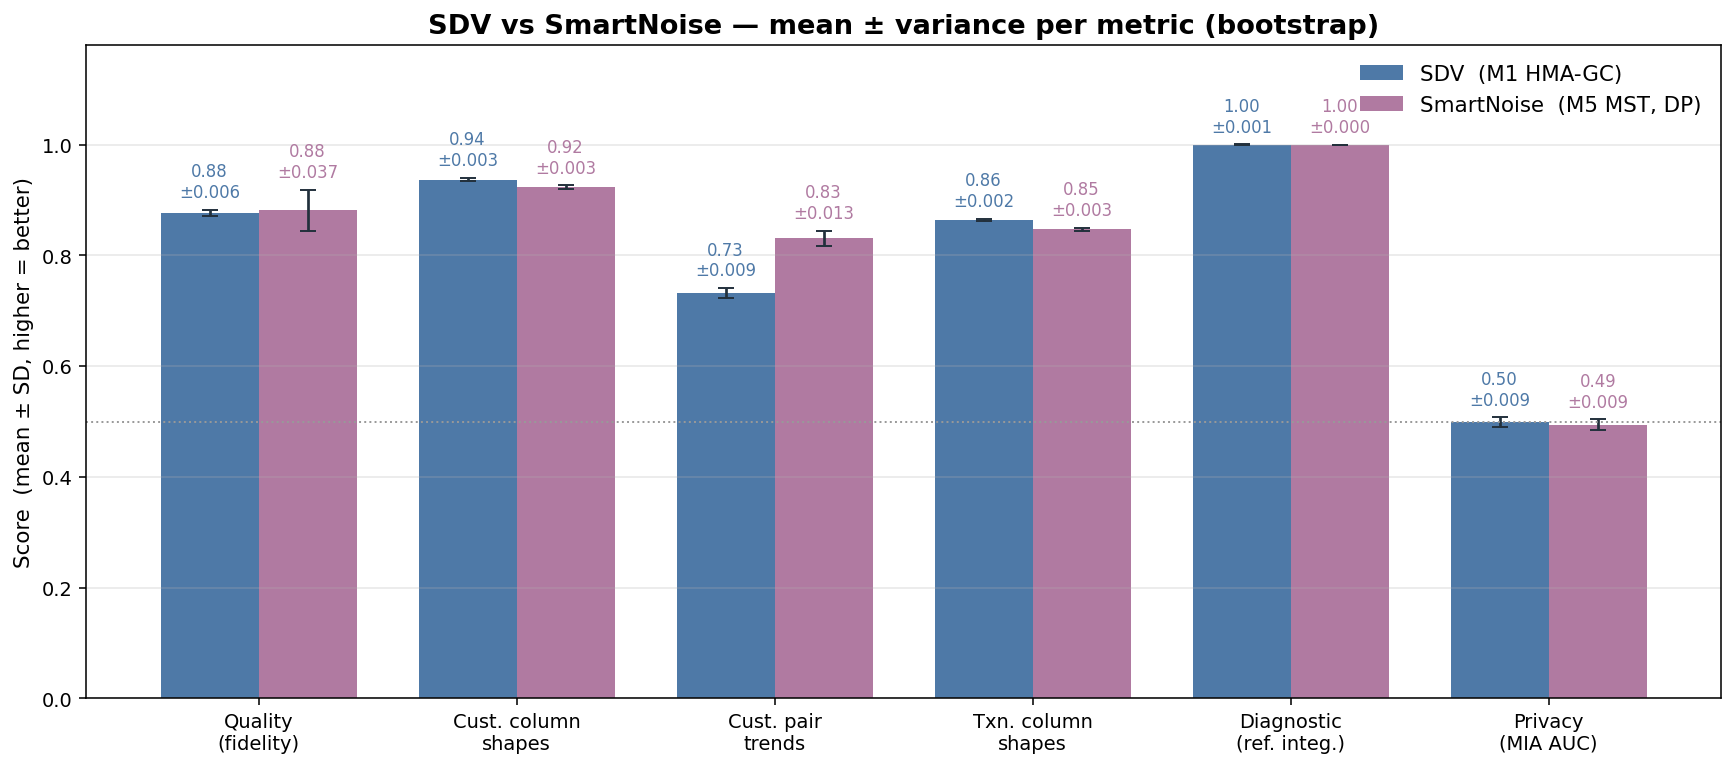 SDV vs SmartNoise — mean ± variance per metric (bootstrap)
SDV  (M1 HMA-GC)
SmartNoise  (M5 MST, DP)
Score  (mean ± SD, higher = better)
1.0
0.8
0.6
0.4
0.2
0.0
0.88
±0.006
0.88
±0.037
0.94
±0.003
0.92
±0.003
0.73
±0.009
0.83
±0.013
0.86
±0.002
0.85
±0.003
1.00
±0.001
1.00
±0.000
0.50
±0.009
0.49
±0.009
Quality
(fidelity)
Cust. column
shapes
Cust. pair
trends
Txn. column
shapes
Diagnostic
(ref. integ.)
Privacy
(MIA AUC)